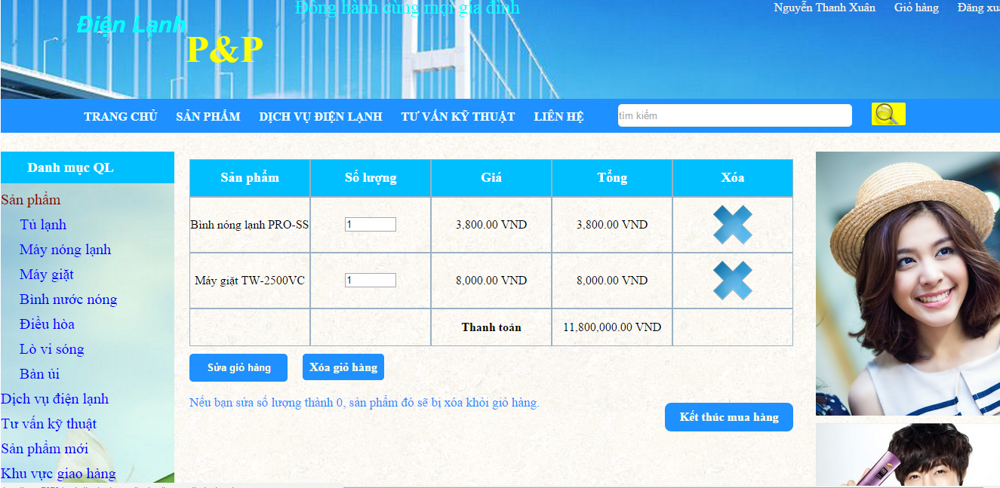 Đồng hành cùng mọi gia đình
Nguyễn Thanh Xuân Giỏ hàng Đăng
Điện Lạnh
P&P
TRANG CHỦ SẢN PHẨM DỊCH VỤ ĐIỆN LẠNH TƯ VẤN KỸ THUẬT LIÊN HỆ tìm kiếm
Danh mục QL
Sản phẩm
Tủ lạnh
Máy nóng lạnh
Máy giặt
Bình nước nóng
Điều hòa
Lò vi sóng
Bàn ủi
Dịch vụ điện lạnh
Tư vấn kỹ thuật
Sản phẩm mới
Khu vực giao hàng
Sản phẩm Số lượng Giá Tổng Xóa
Bình nóng lạnh PRO-SS 1 3,800.00 VND 3,800.00 VND
Máy giặt TW-2500VC 1 8,000.00 VND 8,000.00 VND
Thanh toán 11,800,000.00 VND
Sửa giỏ hàng Xóa giỏ hàng
Nếu bạn sửa số lượng thành 0, sản phẩm đó sẽ bị xóa khỏi giỏ hàng.
Kết thúc mua hàng